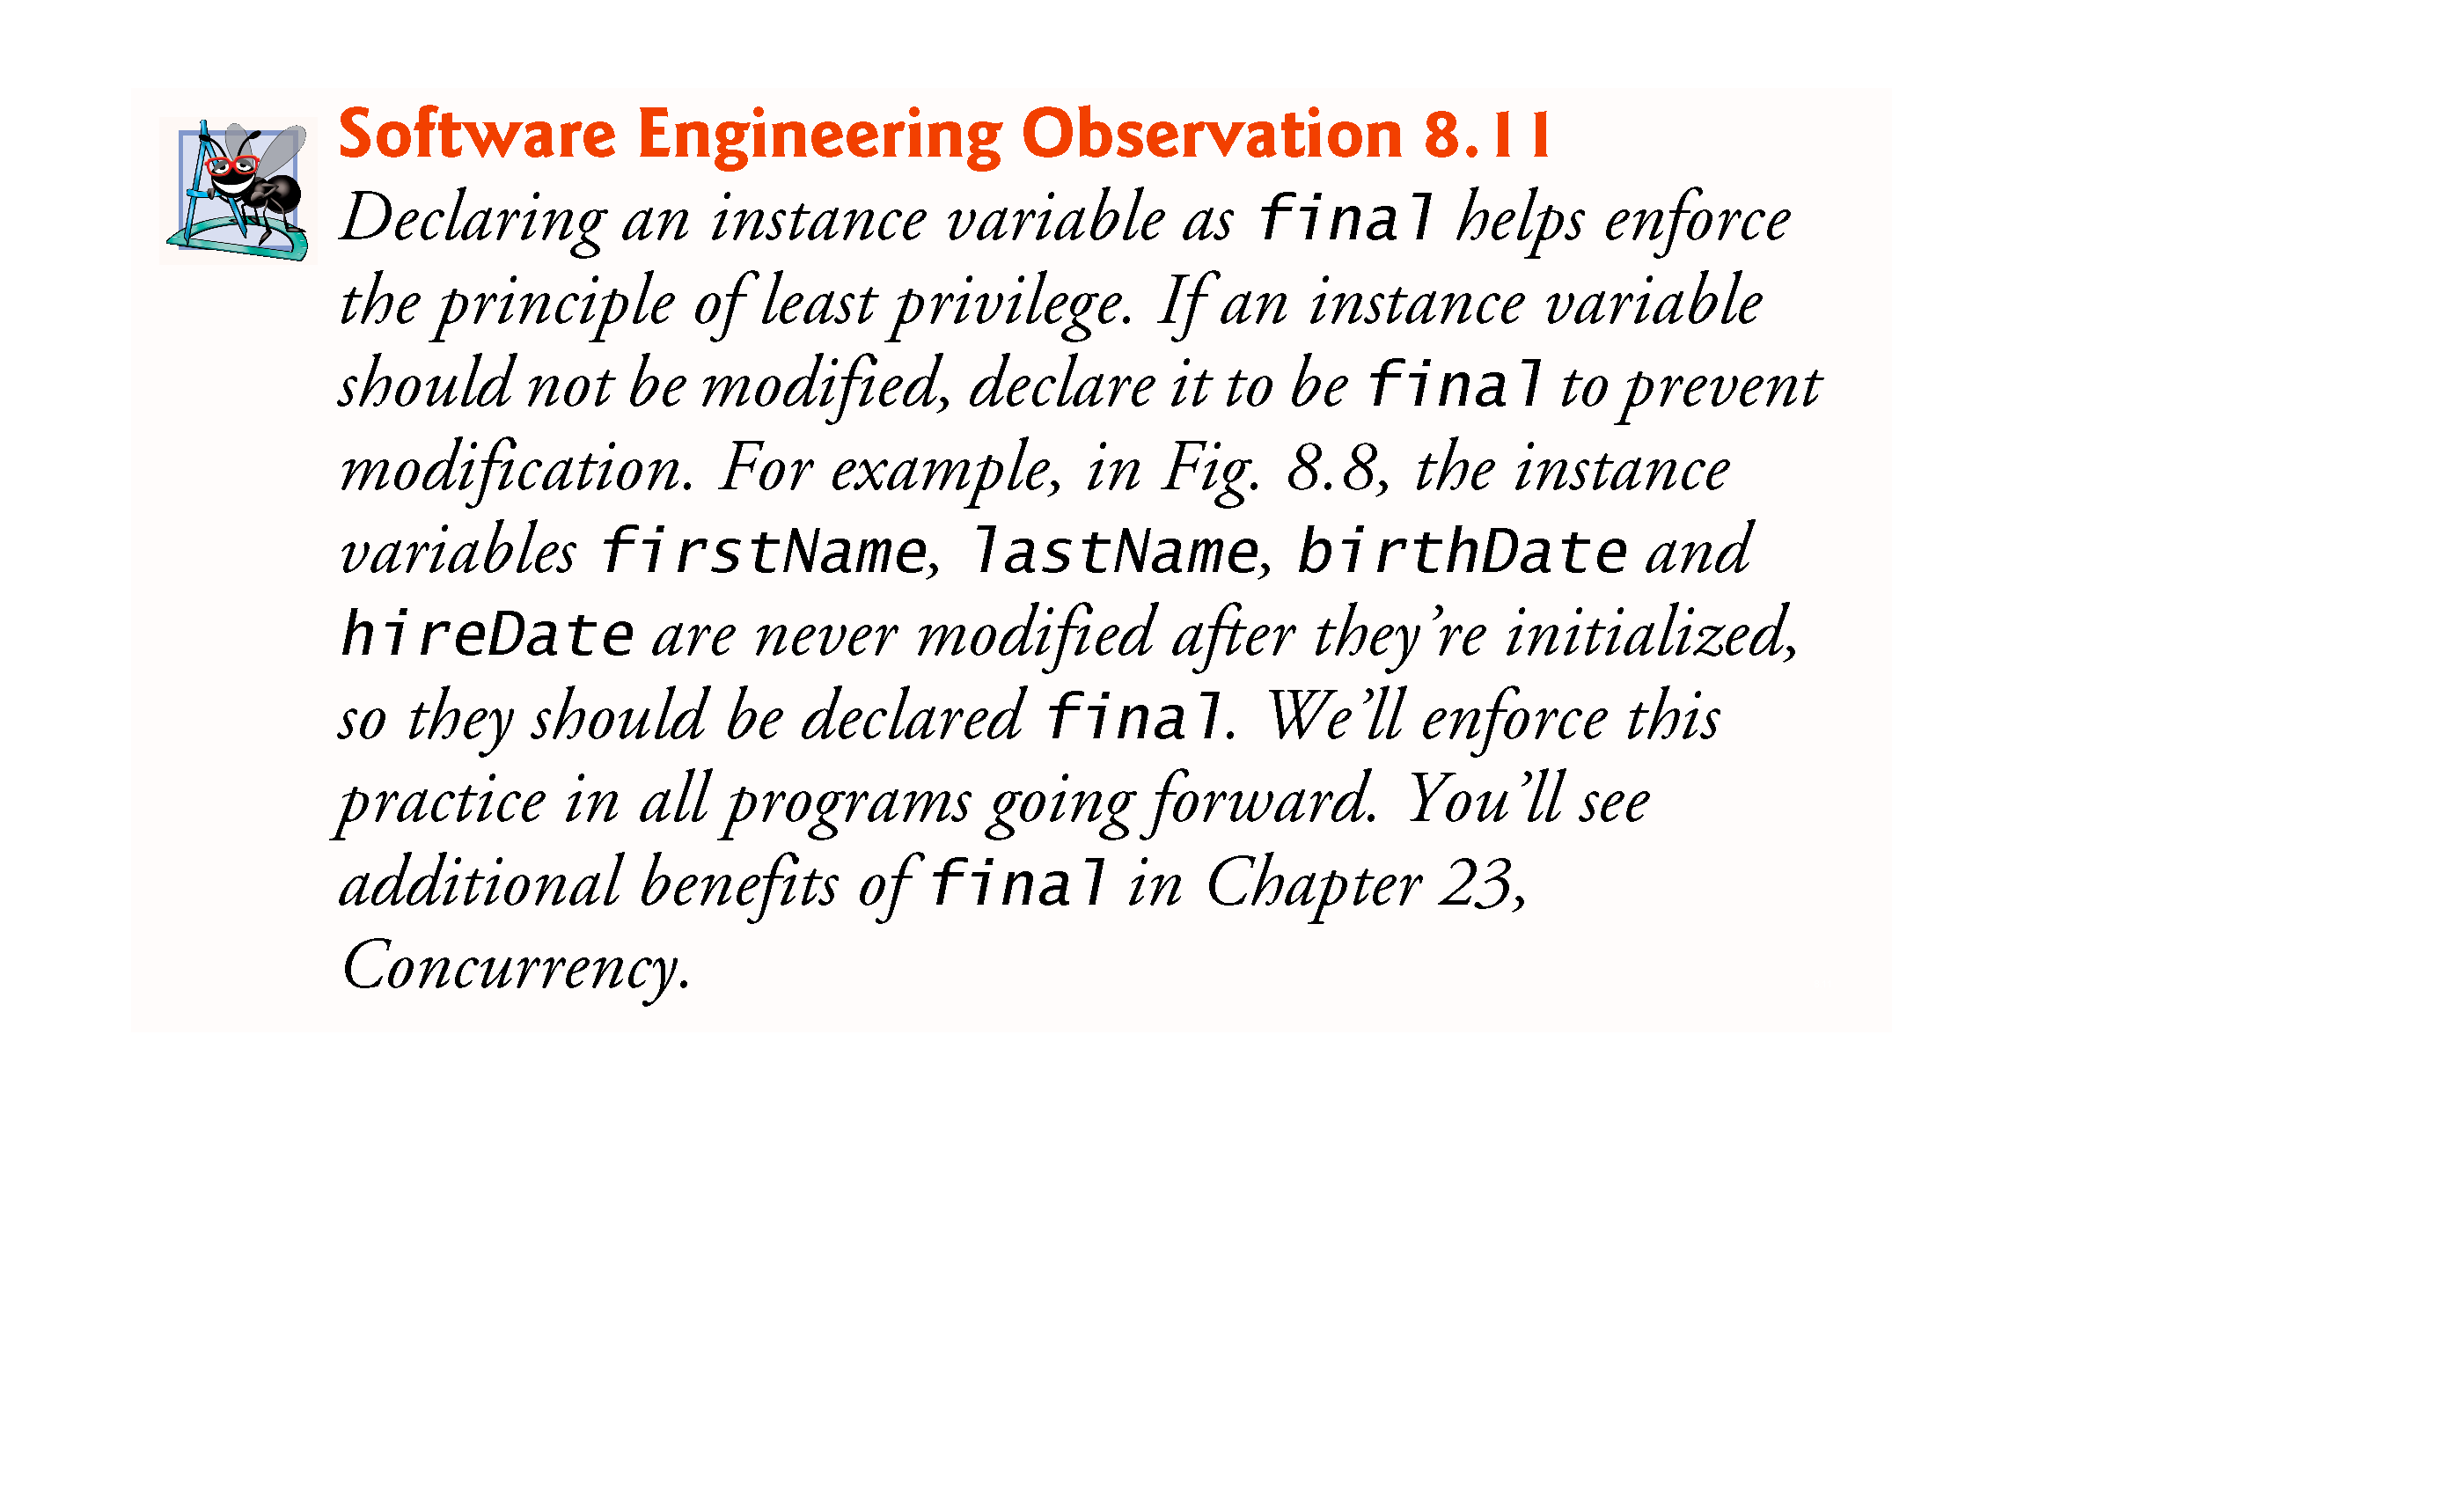 Software Engineering Observation 8.11
Declaring an instance variable as final helps enforce
the principle of least privilege. If an instance variable
should not be modified, declare it to be final to prevent
modification. For example, in Fig. 8.8, the instance
variables firstName, lastName, birthDate and
hireDate are never modified after they’re initialized,
so they should be declared final. We’ll enforce this
practice in all programs going forward. You’ll see
additional benefits of final in Chapter 23,
Concurrency.